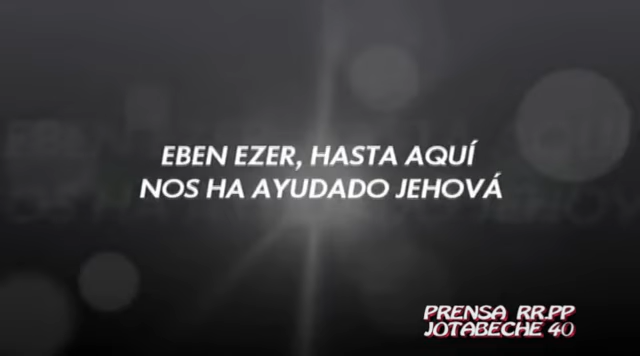 EBEN EZER, HASTA AQUÍ
NOS HA AYUDADO JEHOVÁ
PRENSA RR.PP
JOTABECHE 40